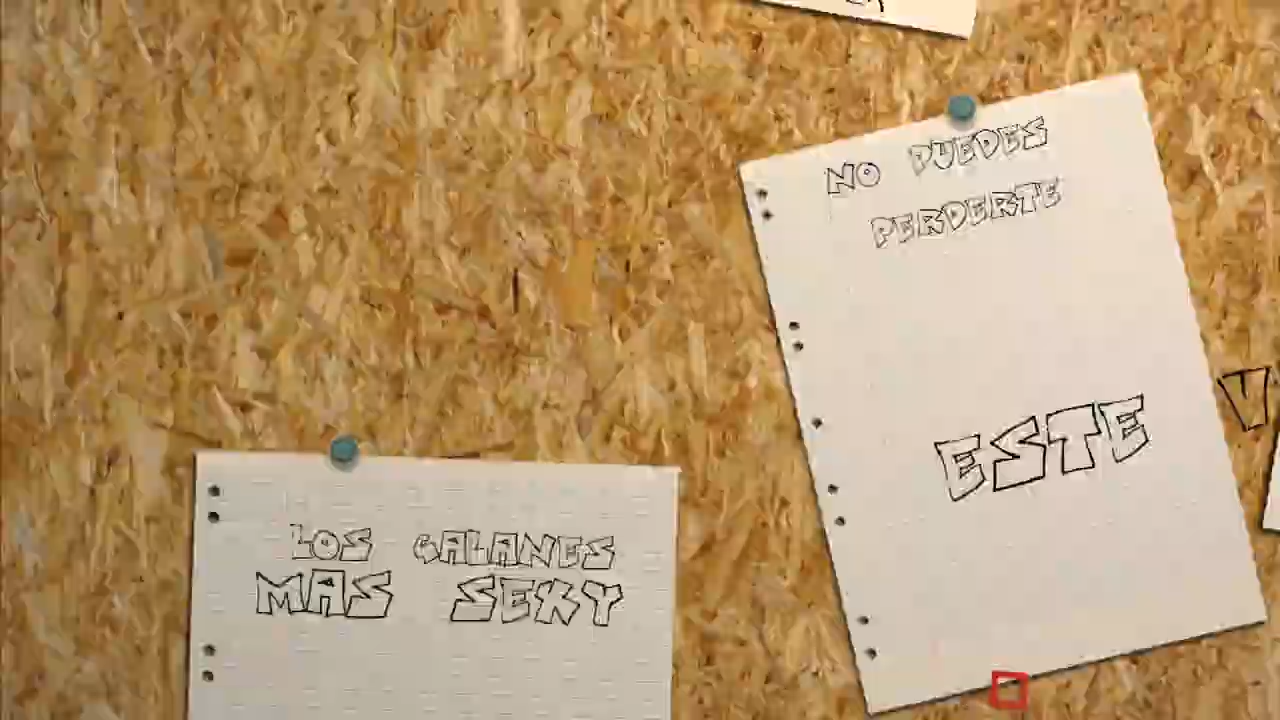 NO PUEDES
PERDERTE
ESTE
LOS GALANES
MAS SEXY